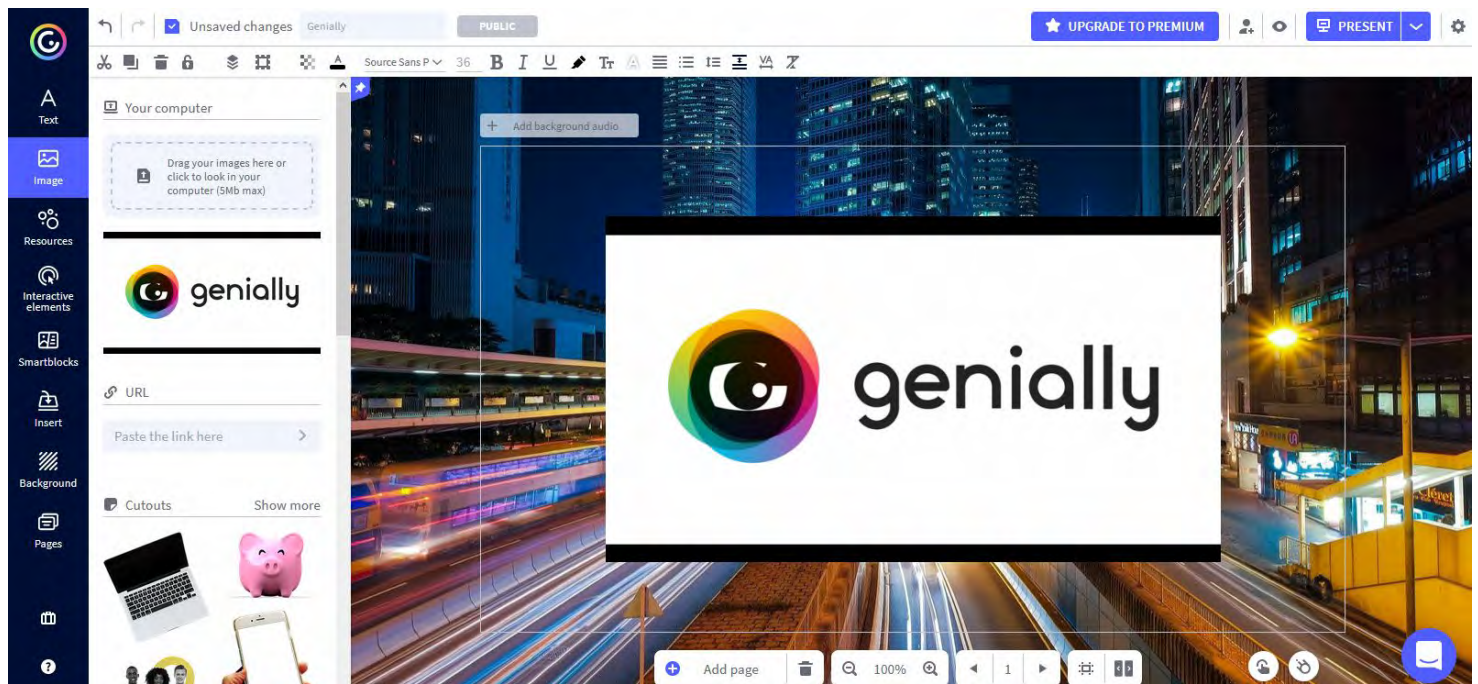 Unsaved changes
Genially
PUBLIC
UPGRADE TO PREMIUM
PRESENT
Source Sans P
36
B I U
Text
Image
Resources
Interactive
elements
Smartblocks
Insert
Background
Pages
Your computer
Drag your images here or
click to look in your
computer (5Mb max)
genially
URL
Paste the link here
Cutouts
Show more
Add background audio
genially
Add page
100%
1